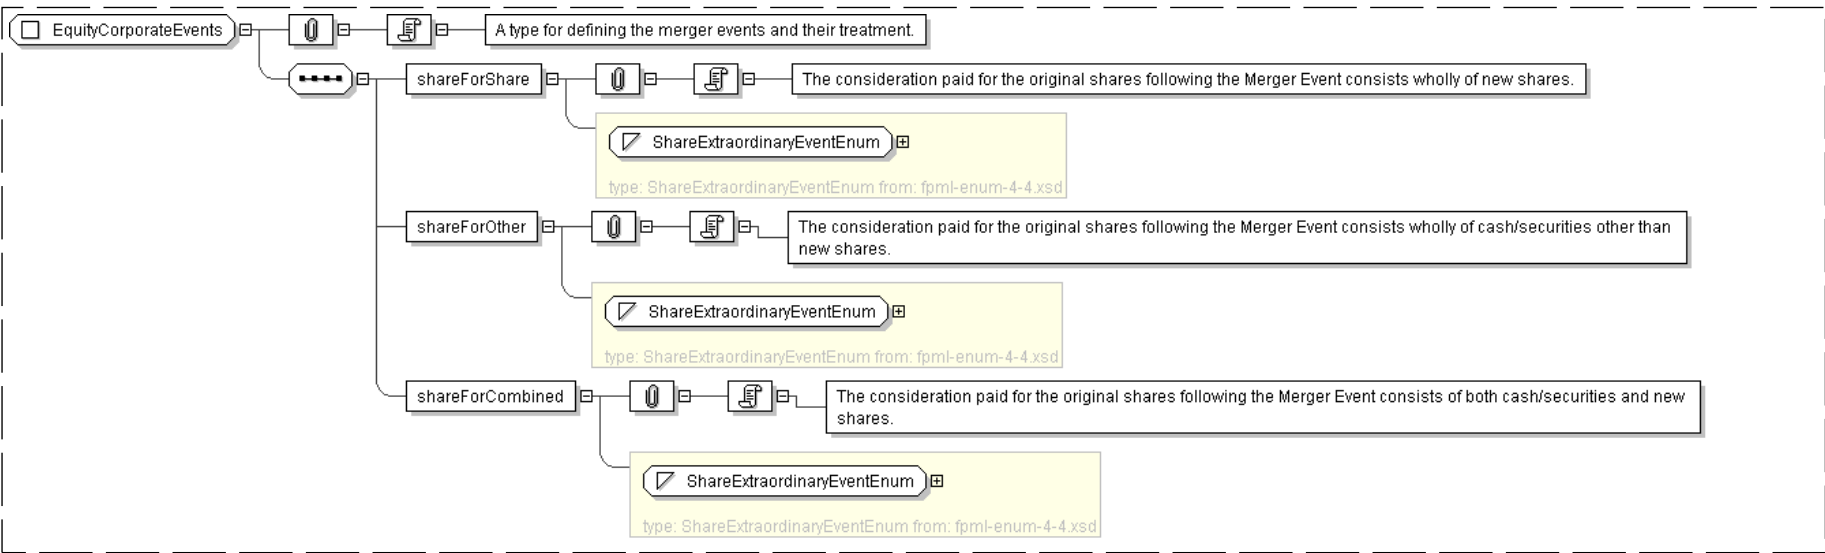 EquityCorporateEvents
A type for defining the merger events and their treatment.
shareForShare
The consideration paid for the original shares following the Merger Event consists wholly of new shares.
ShareExtraordinaryEventEnum
type: ShareExtraordinaryEventEnum from: fpml-enum-4-4.xsd
shareForOther
The consideration paid for the original shares following the Merger Event consists wholly of cash/securities other than
new shares.
ShareExtraordinaryEventEnum
type: ShareExtraordinaryEventEnum from: fpml-enum-4-4.xsd
shareForCombined
The consideration paid for the original shares following the Merger Event consists of both cash/securities and new
shares.
ShareExtraordinaryEventEnum
type: ShareExtraordinaryEventEnum from: fpml-enum-4-4.xsd